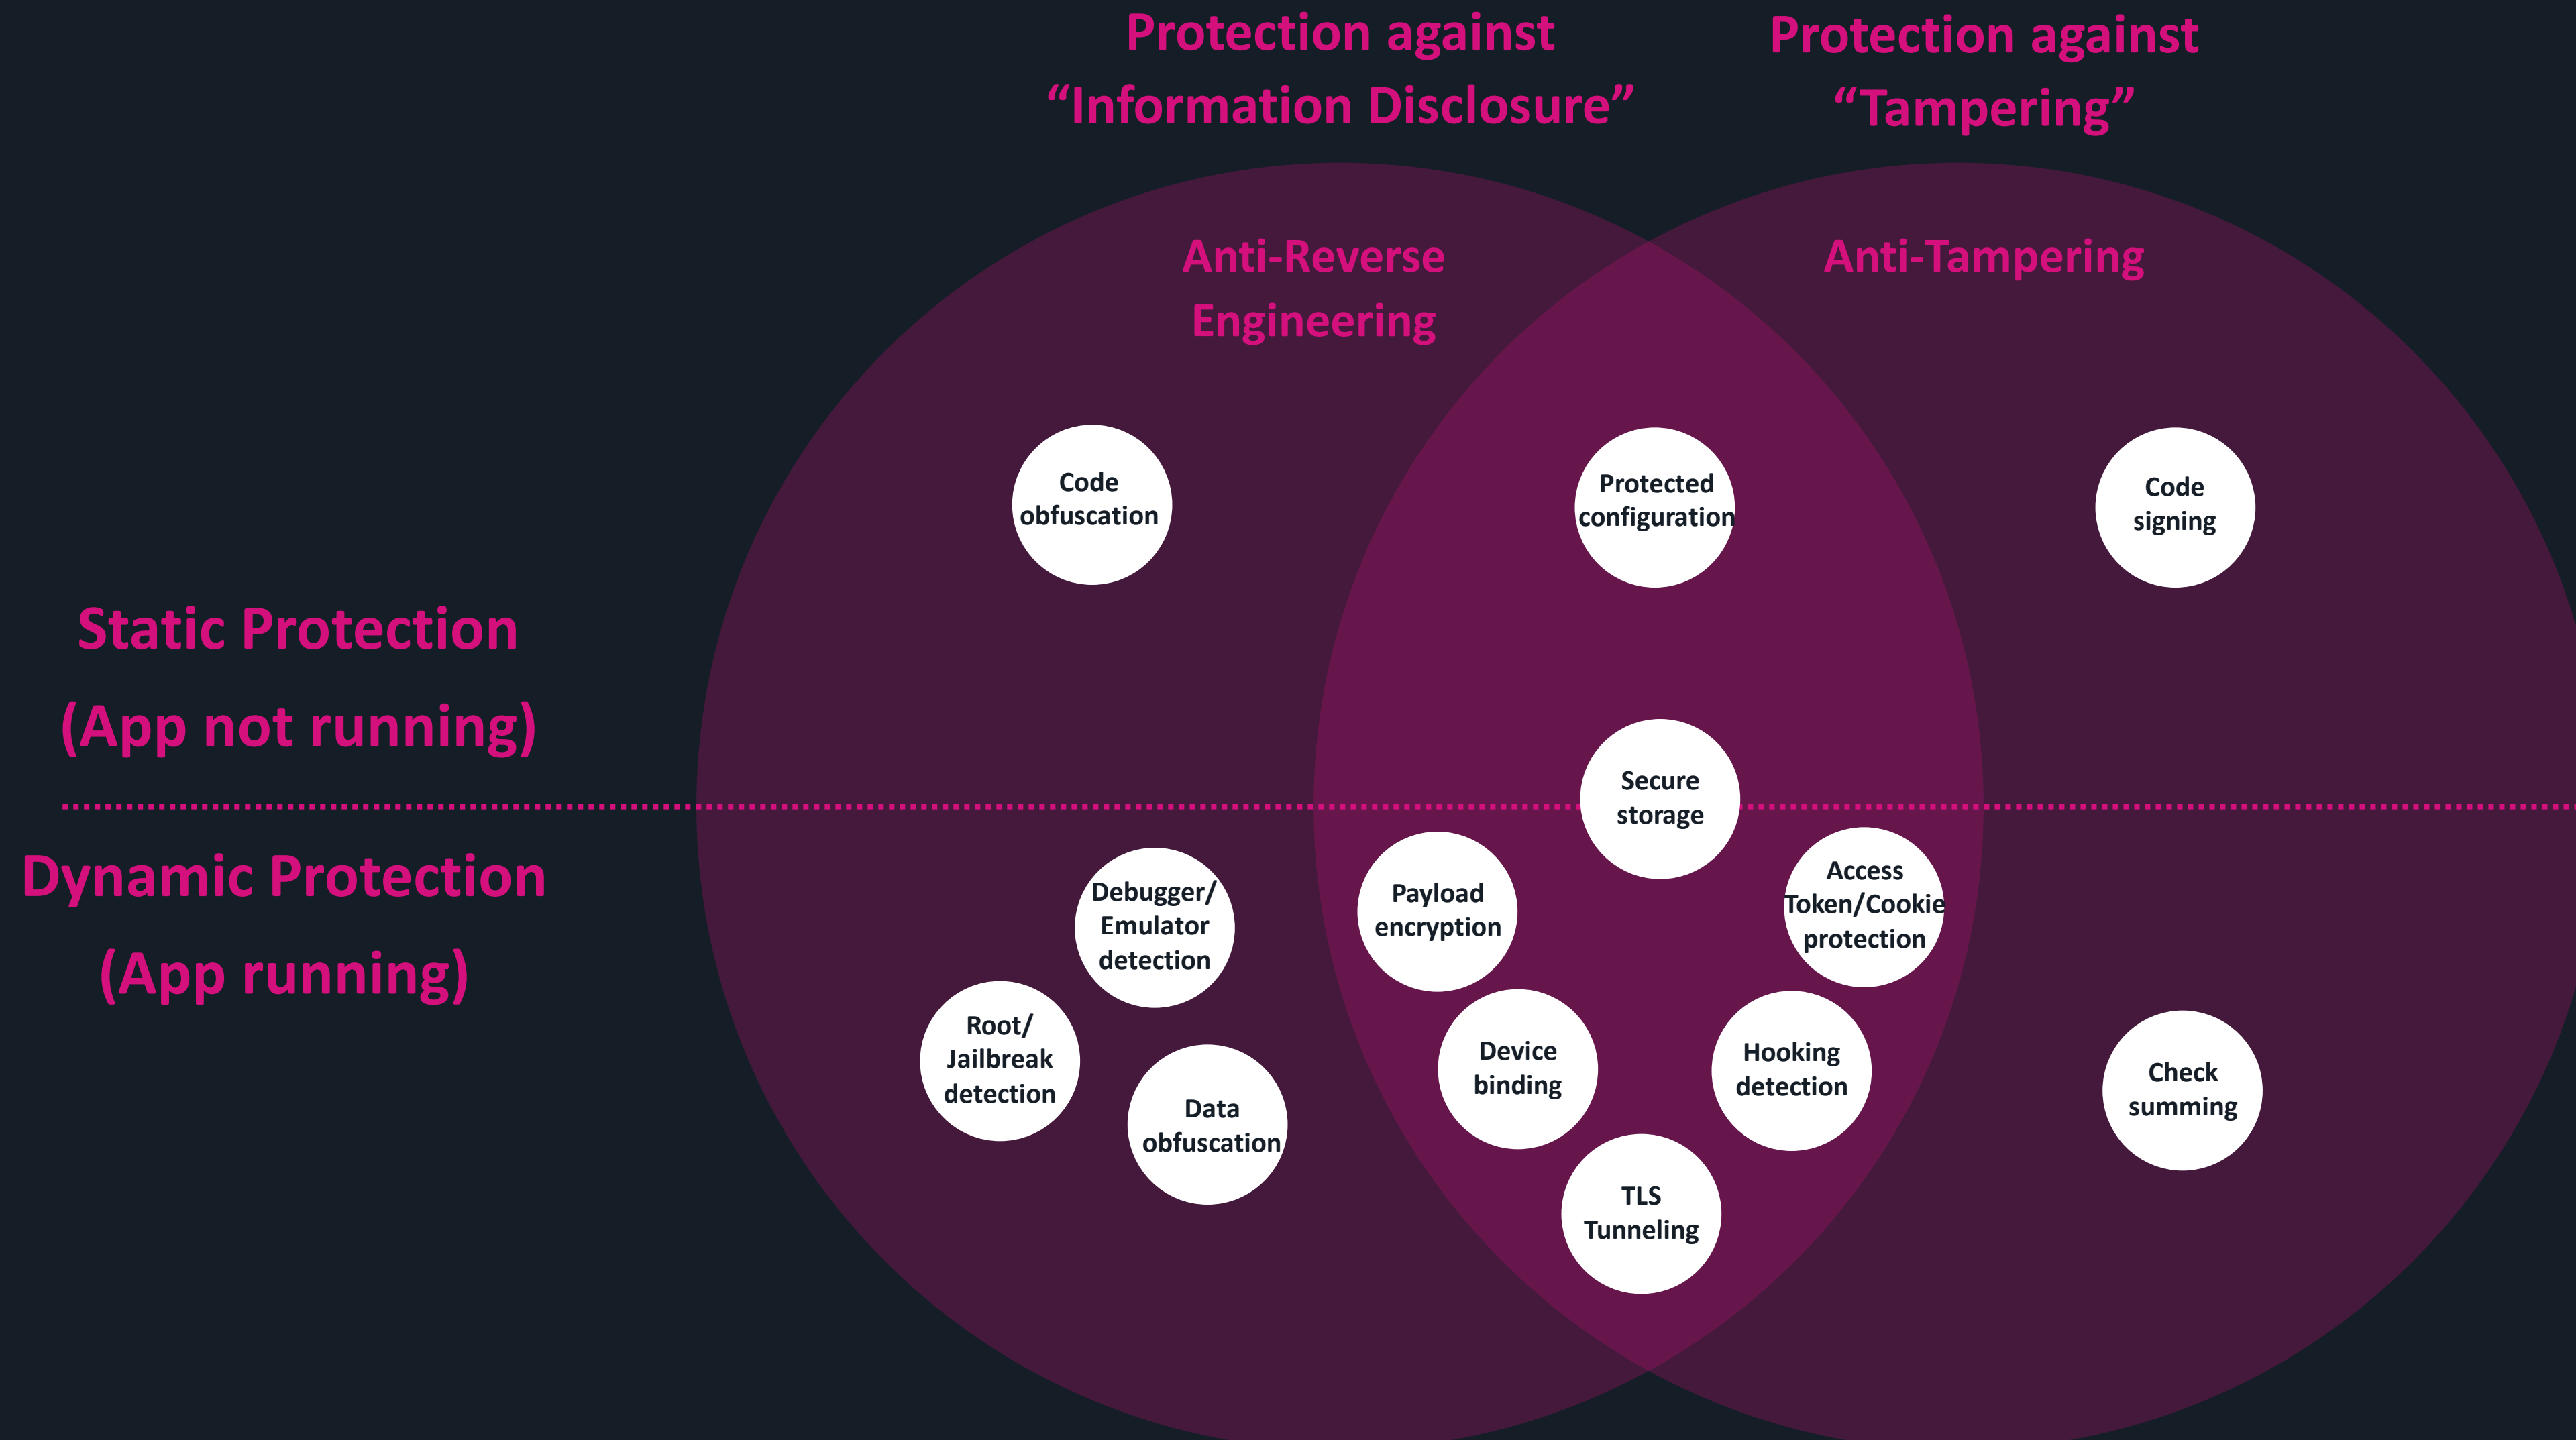 Protection against
“Information Disclosure”
Protection against
“Tampering”
Anti-Reverse
Engineering
Anti-Tampering
Code
obfuscation
Protected
configuration
Code
signing
Static Protection
(App not running)
Secure
storage
Dynamic Protection
(App running)
Debugger/
Emulator
detection
Payload
encryption
Access
Token/Cookie
protection
Root/
Jailbreak
detection
Data
obfuscation
Device
binding
Hooking
detection
Check
summing
TLS
Tunneling